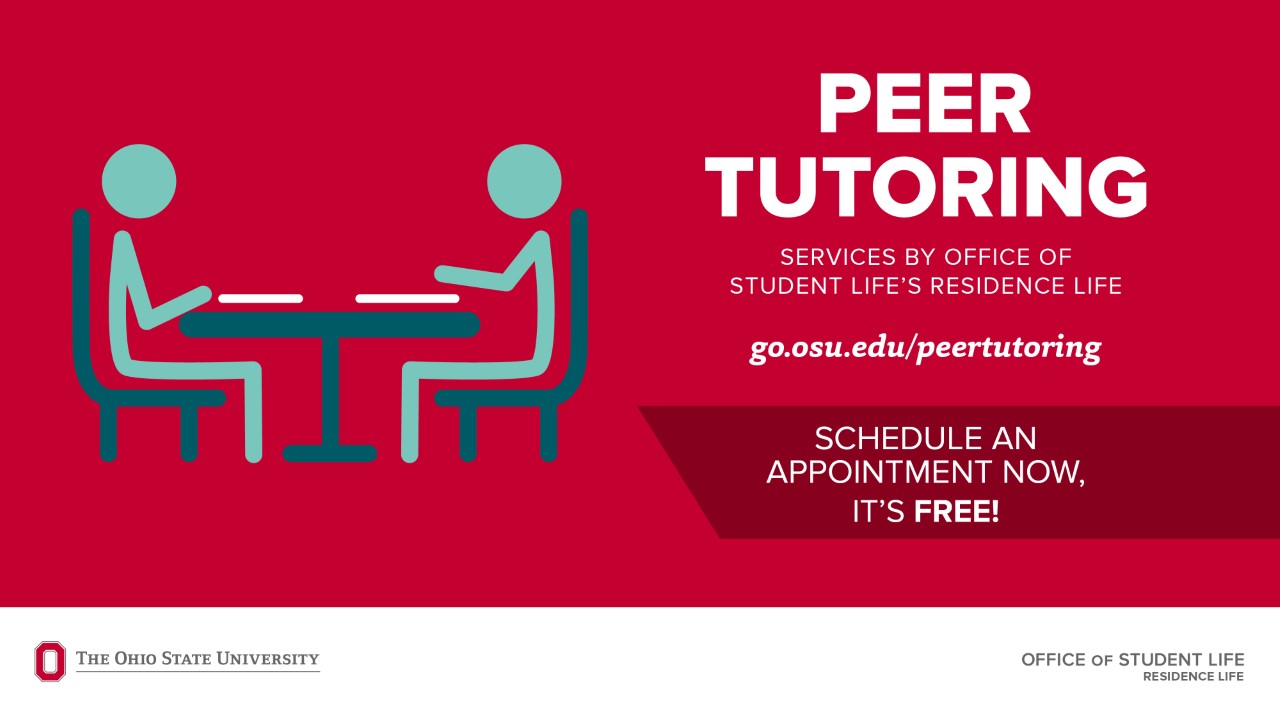 PEER
TUTORING
SERVICES BY OFFICE OF
STUDENT LIFE’S RESIDENCE LIFE
go.osu.edu/peertutoring
SCHEDULE AN
APPOINTMENT NOW,
IT’S FREE!
THE OHIO STATE UNIVERSITY
OFFICE OF STUDENT LIFE
RESIDENCE LIFE